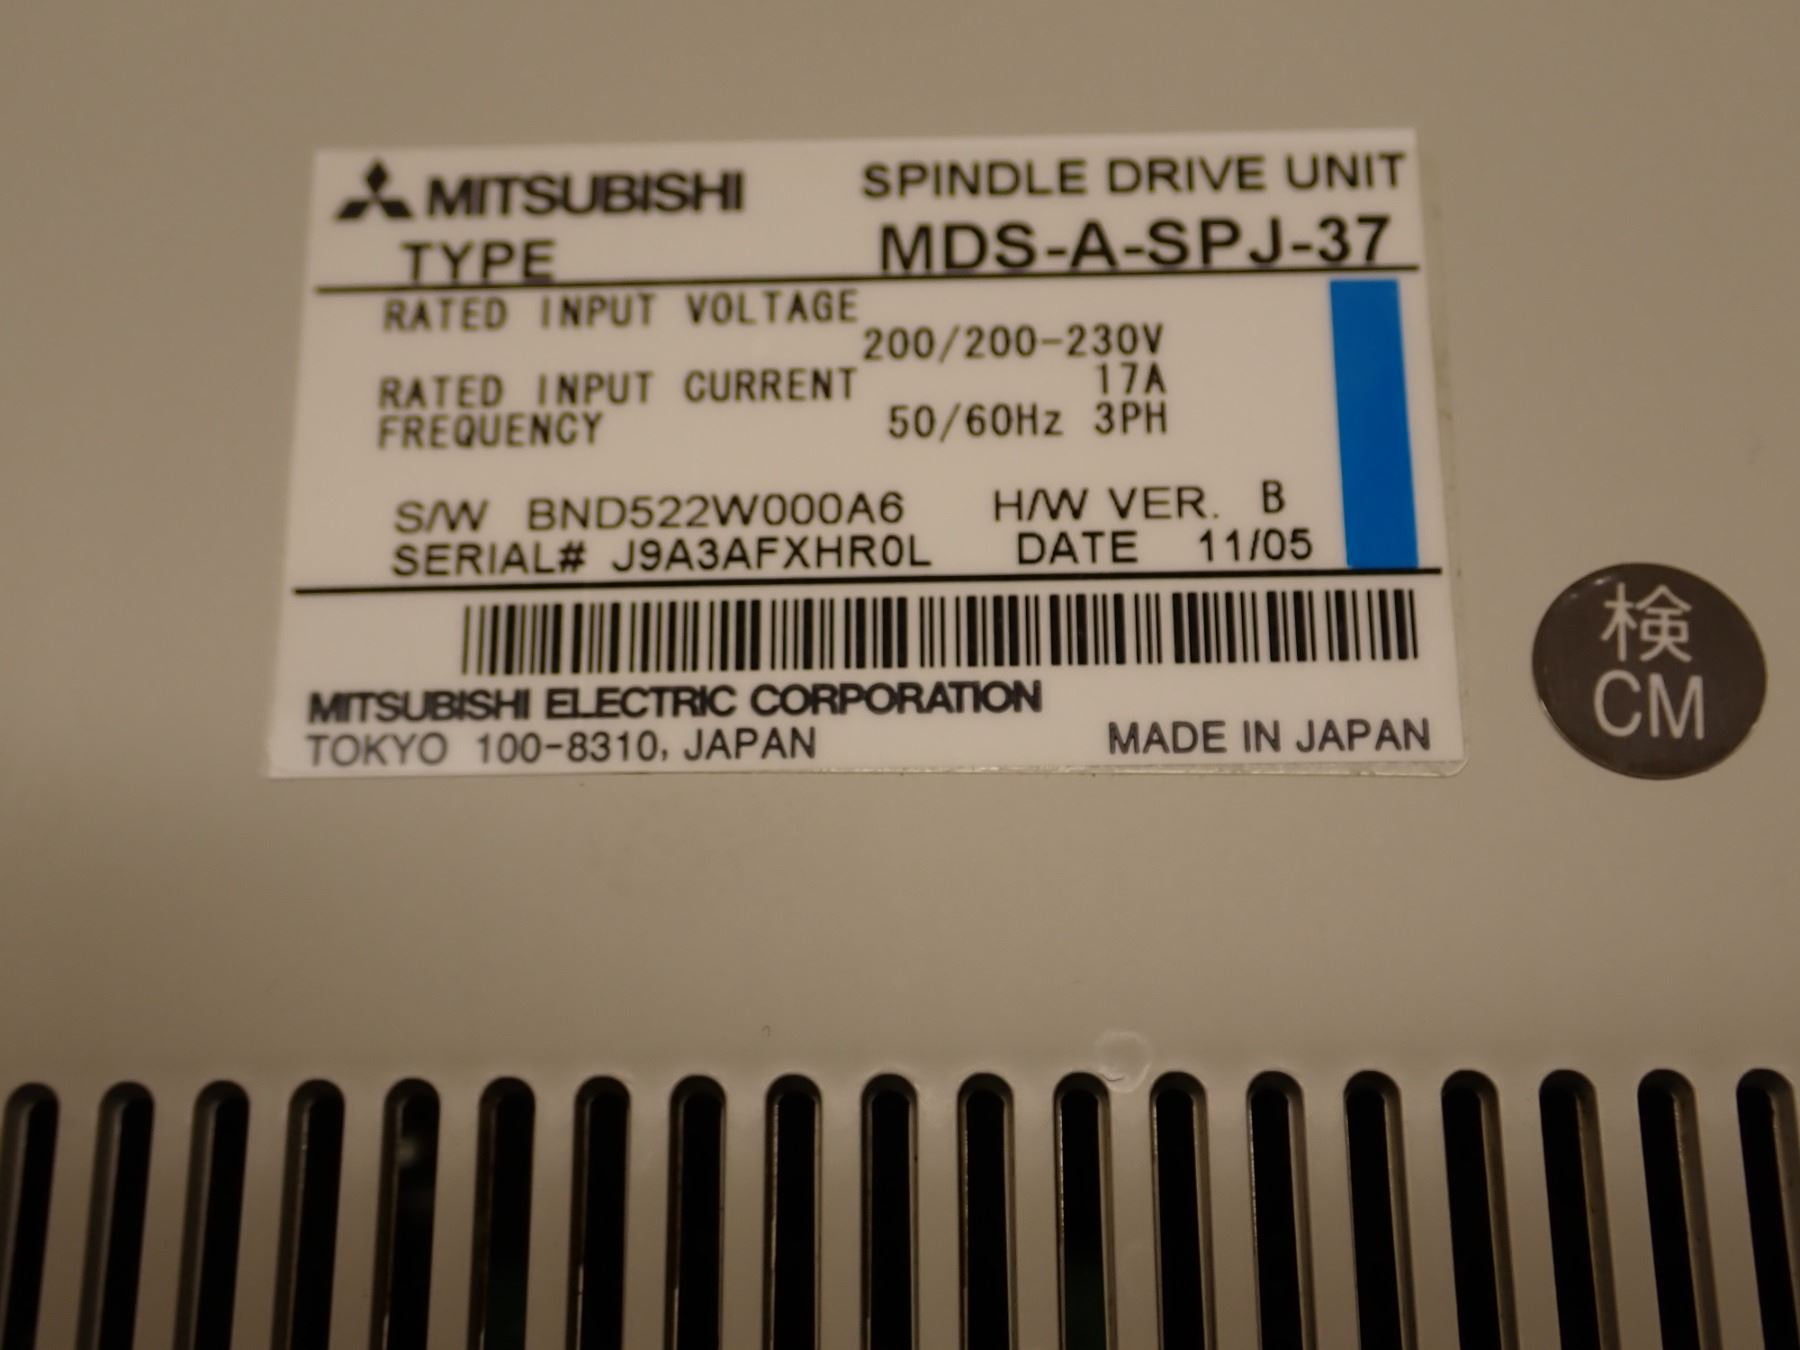 MITSUBISHI SPINDLE DRIVE UNIT
TYPE MDS-A-SPJ-37
RATED INPUT VOLTAGE
200/200-230V
RATED INPUT CURRENT 17A
FREQUENCY 50/60Hz 3PH
S/W BND522W000A6 H/W VER. B
SERIAL# J9A3AFXHR0L DATE 11/05
MITSUBISHI ELECTRIC CORPORATION
TOKYO 100-8310, JAPAN MADE IN JAPAN
検
CM